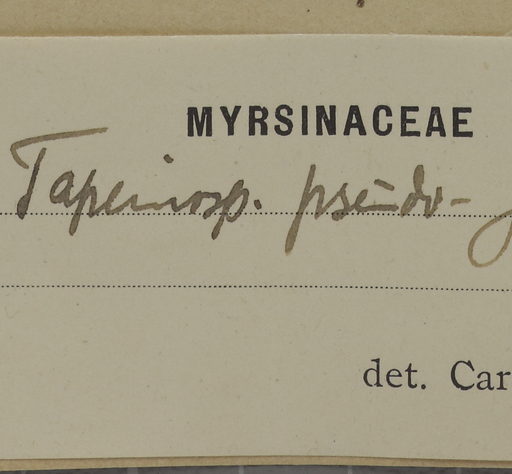 MYRSINACEAE
Tapeinosp. pseudo-
det. Car